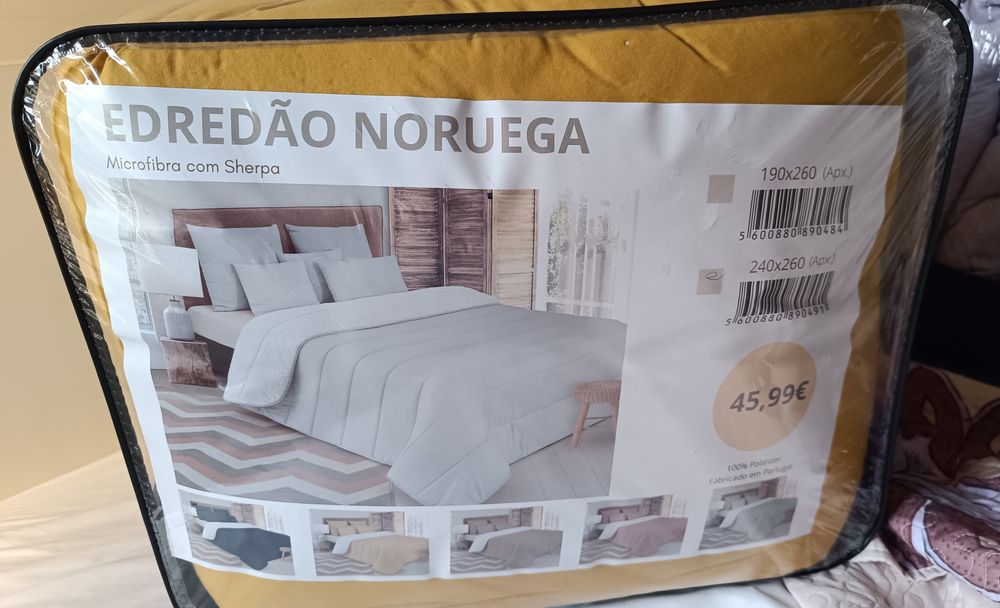 EDREDÃO NORUEGA
Microfibra com Sherpa
190x260 (Apx.)
5 600880 890484
240x260 (Apx.)
5 600880 890491
45,99€
100% Poliéster
Fabricado em Portugal